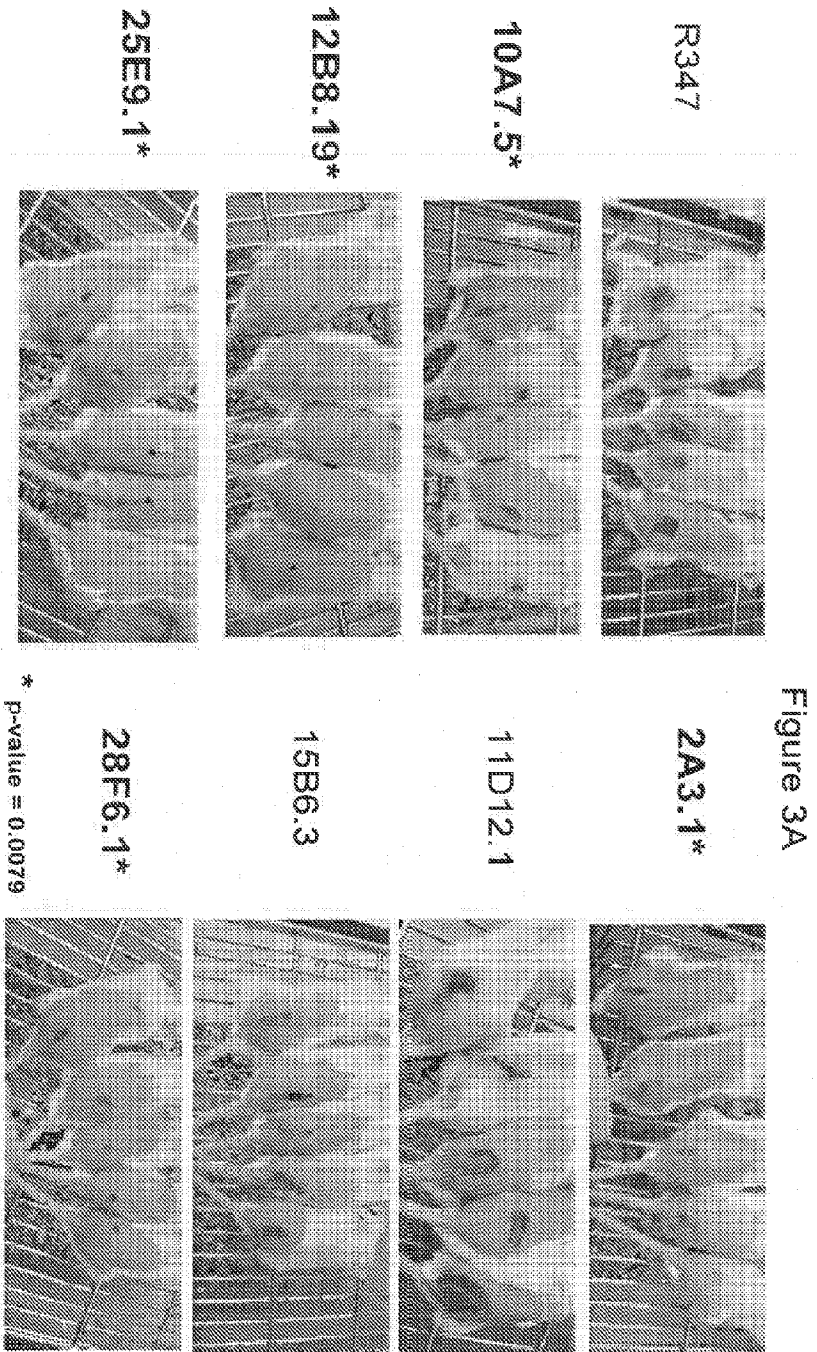 Figure 3A
R347
10A7.5*
12B8.19*
25E9.1*
2A3.1*
11D12.1
15B6.3
28F6.1*
* p-value = 0.0079